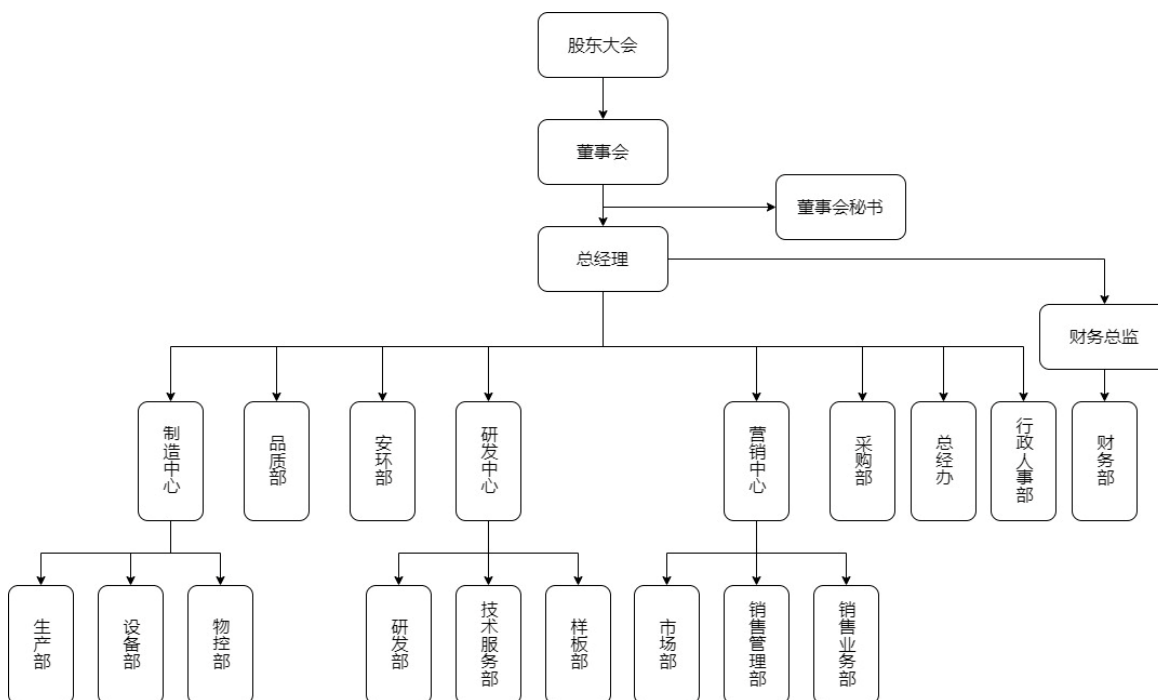 股东大会
董事会
董事会秘书
总经理
财务总监
制造中心
品质部
安环部
研发中心
营销中心
采购部
总经办
行政人事部
财务部
生产部
设备部
物控部
研发部
技术服务部
样板部
市场部
销售管理部
销售业务部